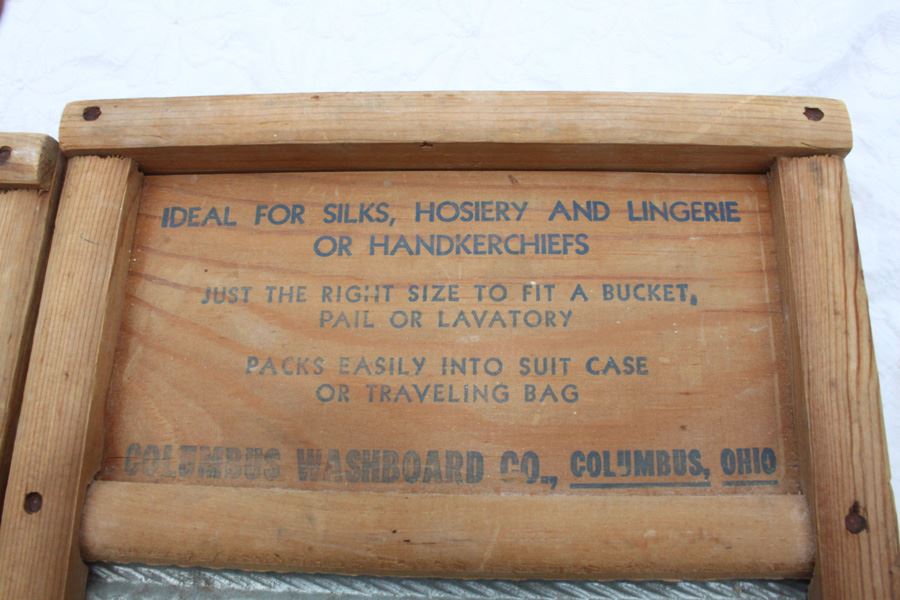 IDEAL FOR SILKS, HOSIERY AND LINGERIE
OR HANDKERCHIEFS
JUST THE RIGHT SIZE TO FIT A BUCKET,
PAIL OR LAVATORY
PACKS EASILY INTO SUIT CASE
OR TRAVELING BAG
COLUMBUS WASHBOARD CO., COLUMBUS, OHIO